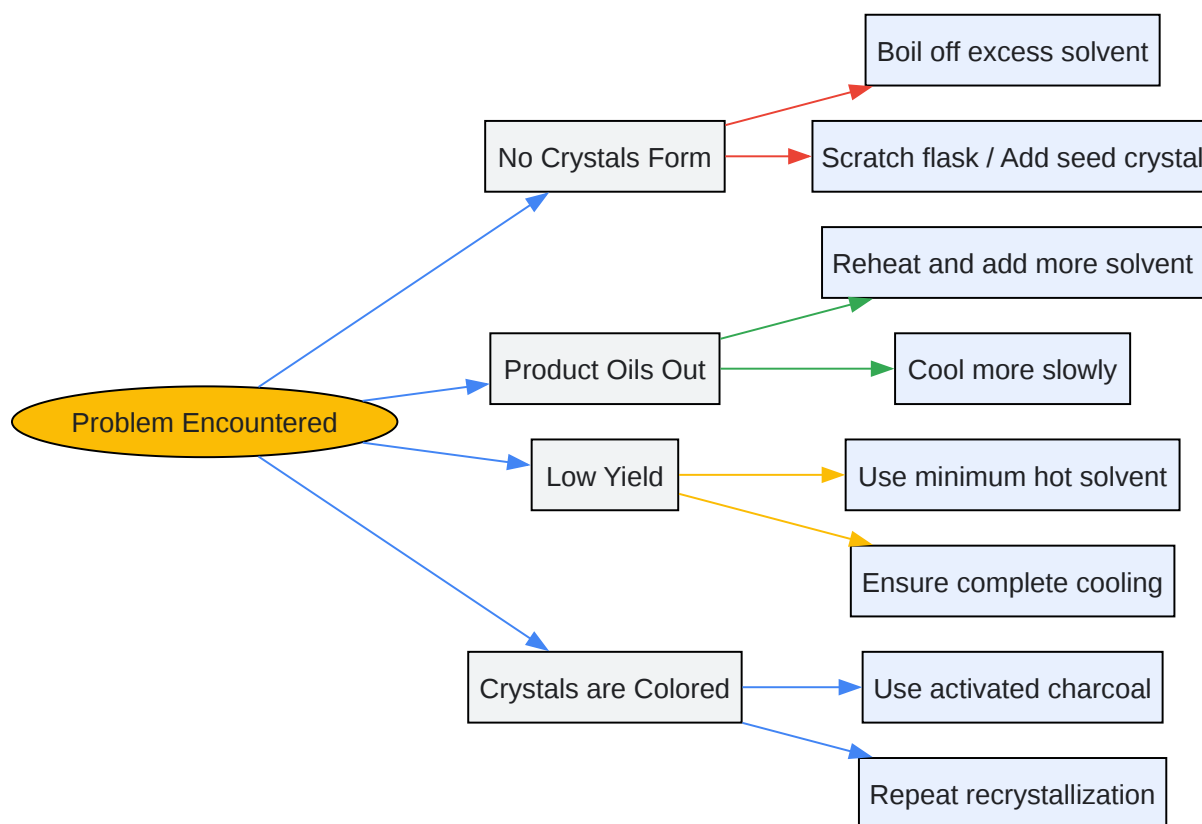 Boil off excess solvent
No Crystals Form
Scratch flask / Add seed crystal
Reheat and add more solvent
Product Oils Out
Cool more slowly
Problem Encountered
Low Yield
Use minimum hot solvent
Ensure complete cooling
Crystals are Colored
Use activated charcoal
Repeat recrystallization